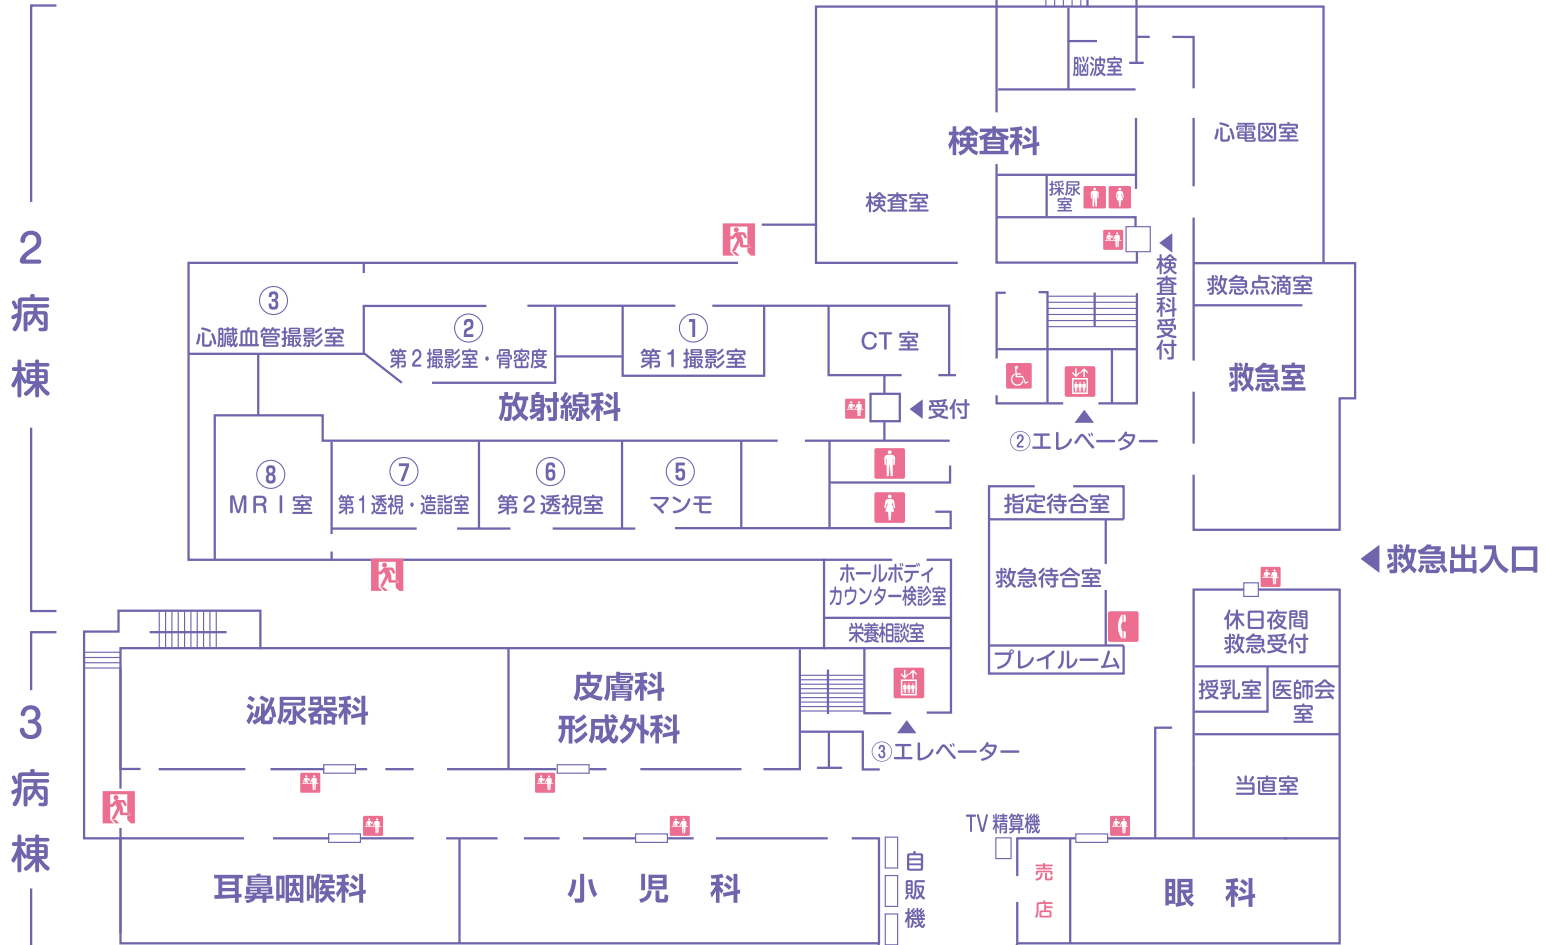 2
病
棟
3
病
棟
脳波室
検査科
心電図室
検査室
採尿
室
検査科受付
救急点滴室
③
心臓血管撮影室
②
第２撮影室・骨密度
①
第１撮影室
CT 室
救急室
放射線科
受付
②エレベーター
⑧
MRI室
⑦
第１透視・造詣室
⑥
第２透視室
⑤
マンモ
指定待合室
救急待合室
プレイルーム
救急出入口
ホールボディ
カウンター検診室
栄養相談室
休日夜間
救急受付
授乳室
医師会
室
泌尿器科
皮膚科
形成外科
③エレベーター
当直室
TV 精算機
耳鼻咽喉科
小児科
自販機
売店
眼科